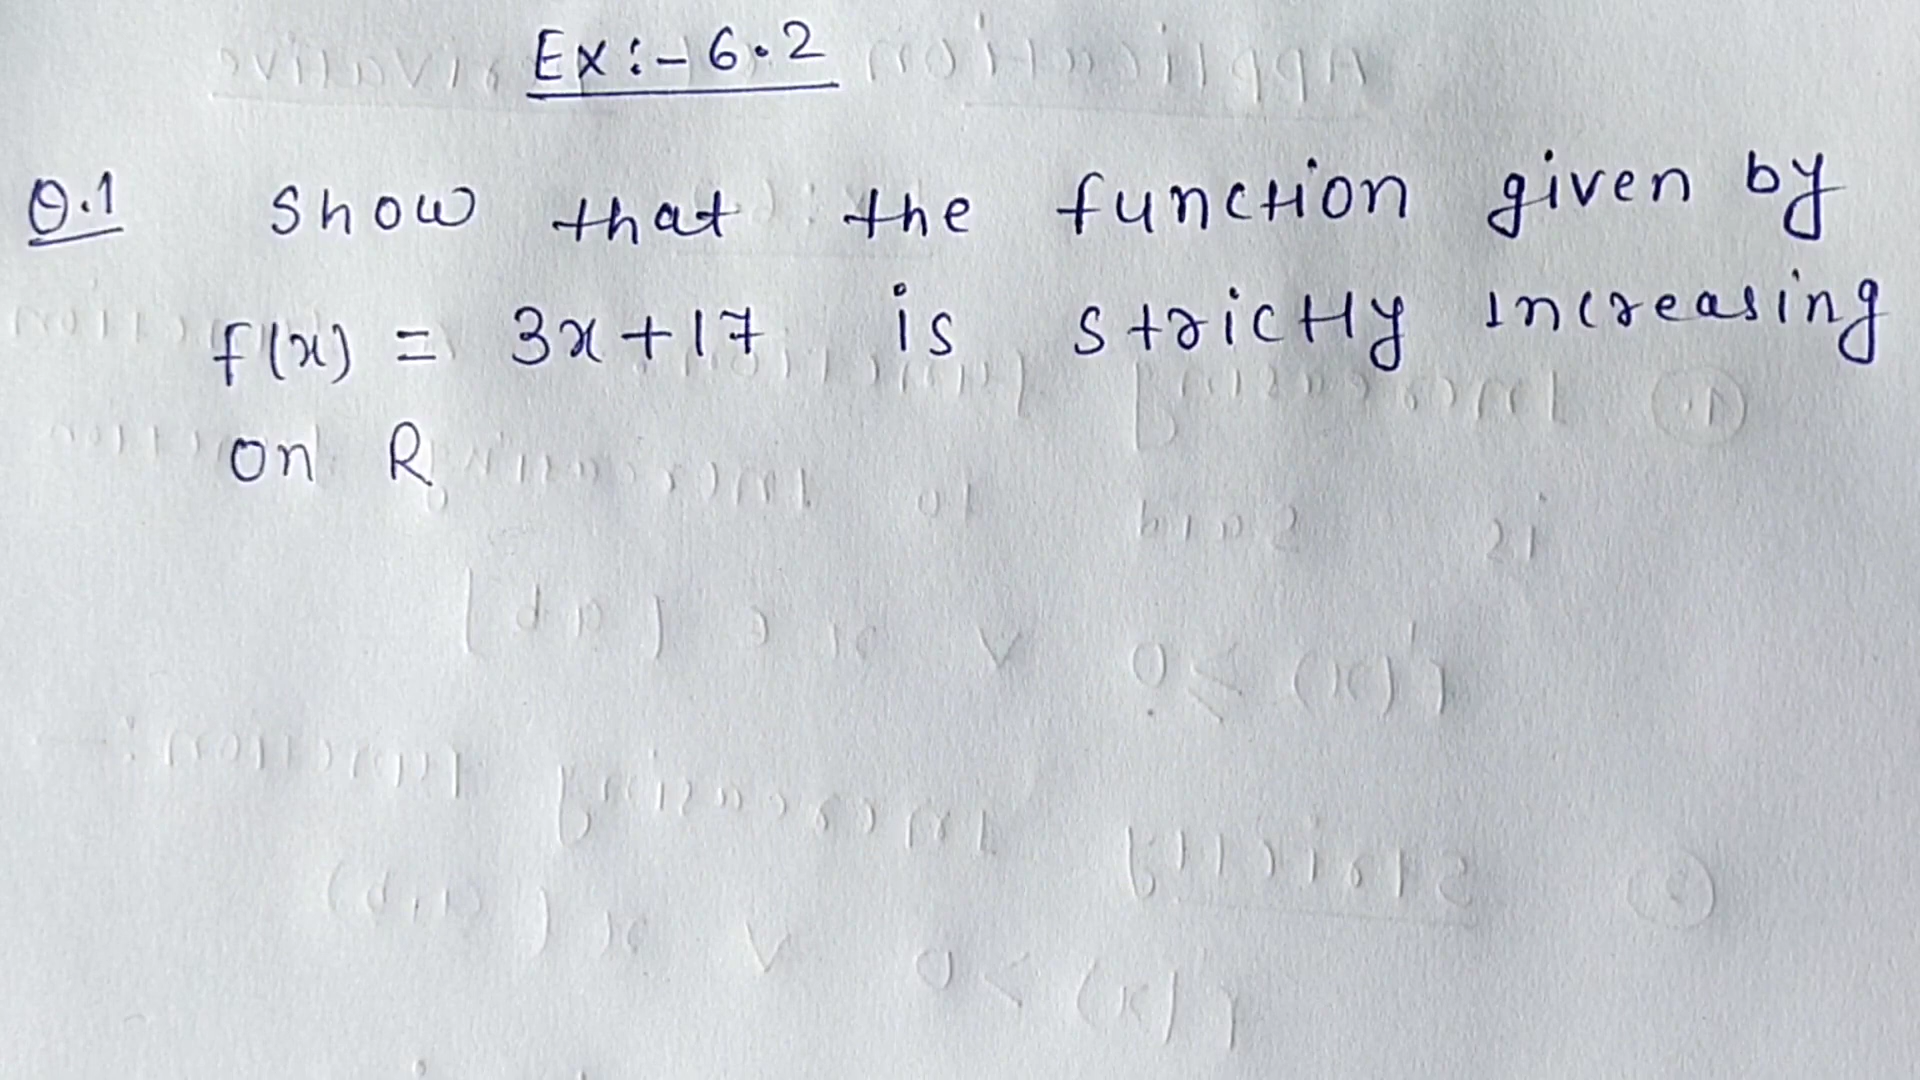 Ex:- 6.2
Q.1 Show that the function given by
f(x) = 3x+17 is strictly increasing
on R